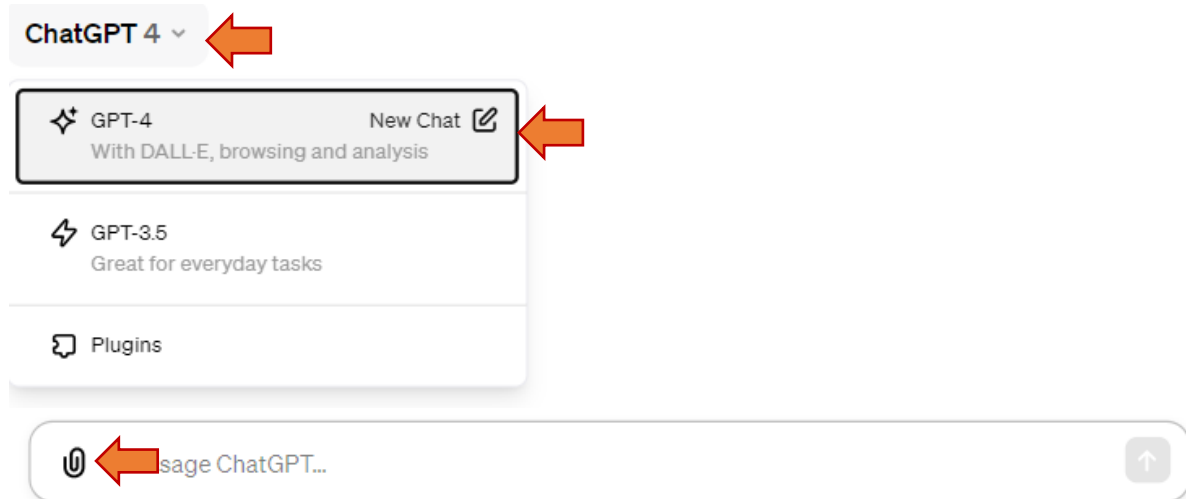 ChatGPT 4
GPT-4 New Chat
With DALL·E, browsing and analysis
GPT-3.5
Great for everyday tasks
Plugins
sage ChatGPT...